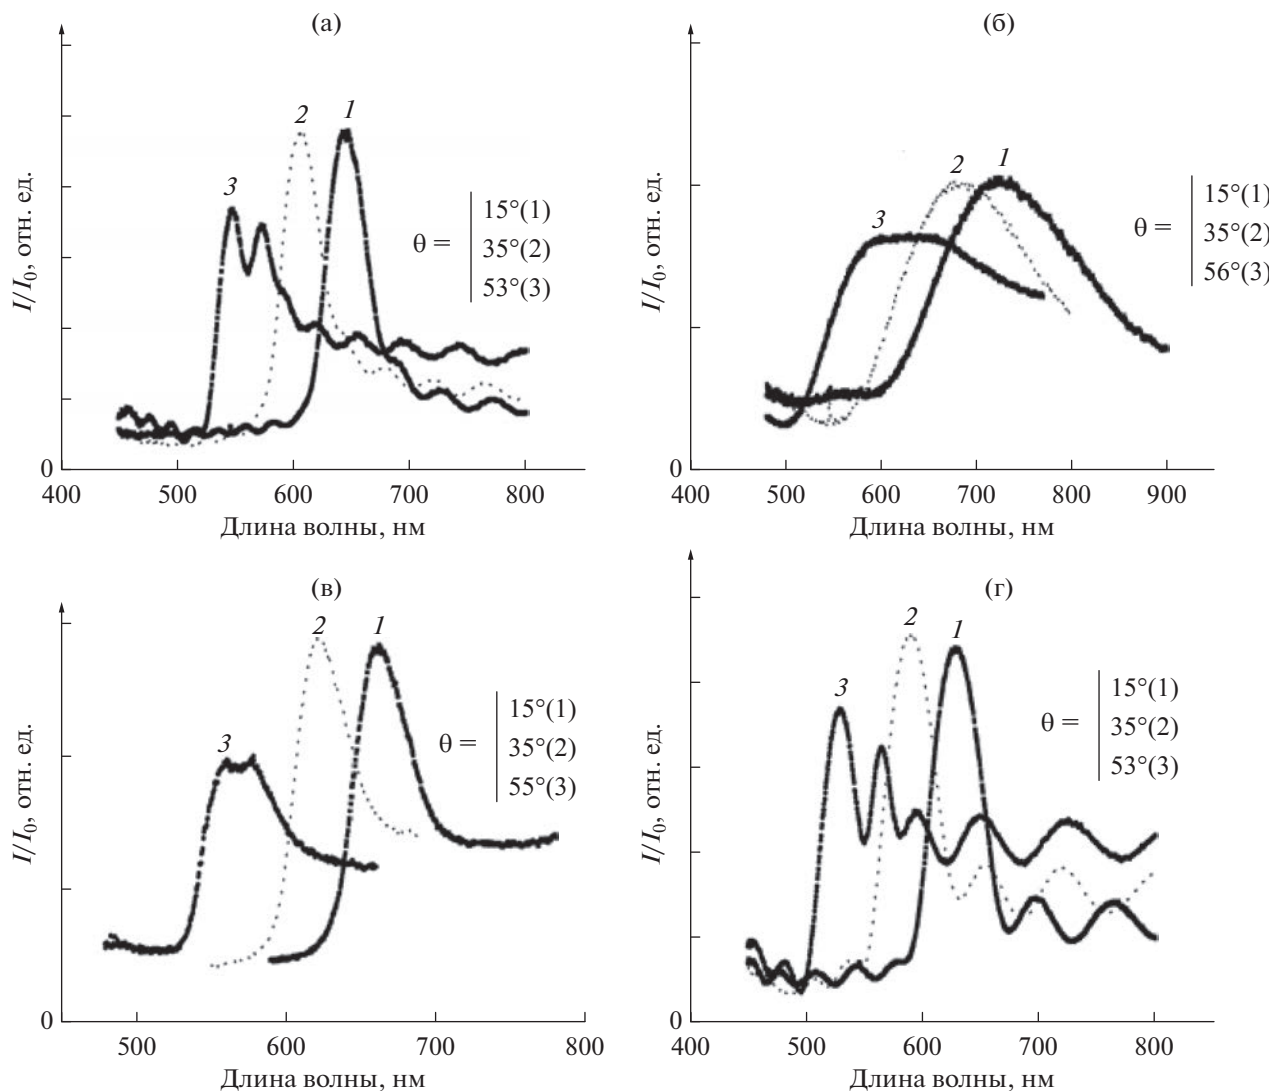 (а)
I/I₀, отн. ед.
1
2
3
θ =
15°(1)
35°(2)
53°(3)
0
400 500 600 700 800
Длина волны, нм
(б)
I/I₀, отн. ед.
1
2
3
θ =
15°(1)
35°(2)
56°(3)
0
400 500 600 700 800 900
Длина волны, нм
(в)
I/I₀, отн. ед.
2 1
3
θ =
15°(1)
35°(2)
55°(3)
0
500 600 700 800
Длина волны, нм
(г)
I/I₀, отн. ед.
2
1
3
θ =
15°(1)
35°(2)
53°(3)
0
400 500 600 700 800
Длина волны, нм